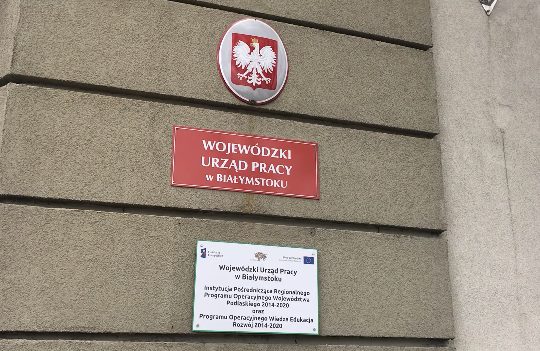 WOJEWÓDZKI
URZĄD PRACY
w BIAŁYMSTOKU
Wojewódzki Urząd Pracy
w Białymstoku
Instytucja Pośrednicząca Regionalnego
Programu Operacyjnego Województwa
Podlaskiego 2014-2020
oraz
Programu Operacyjnego Wiedza Edukacja
Rozwój 2014-2020